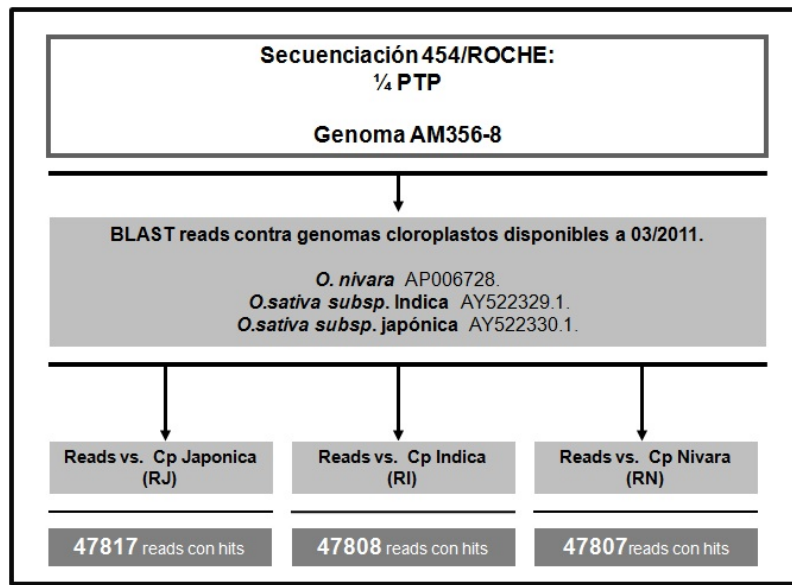 Secuenciación 454/ROCHE:
¼ PTP
Genoma AM356-8
BLAST reads contra genomas cloroplastos disponibles a 03/2011.
O. nivara AP006728.
O.sativa subsp. Indica AY522329.1.
O.sativa subsp. japónica AY522330.1.
Reads vs. Cp Japonica
(RJ)
Reads vs. Cp Indica
(RI)
Reads vs. Cp Nivara
(RN)
47817 reads con hits
47808 reads con hits
47807reads con hits